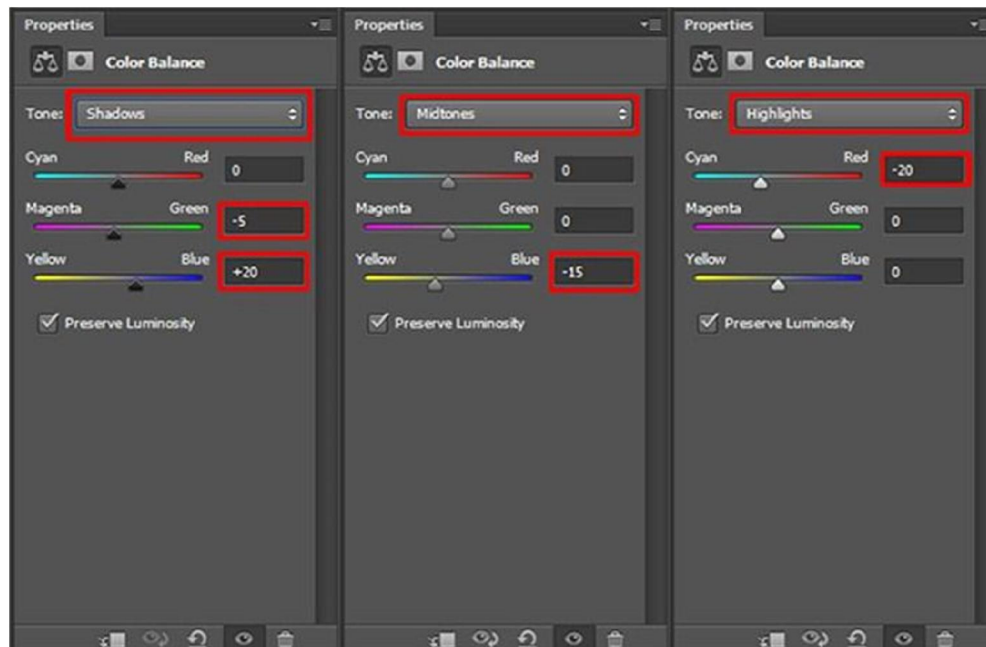 Properties
Color Balance
Tone: Shadows
Cyan Red 0
Magenta Green -5
Yellow Blue +20
Preserve Luminosity
Properties
Color Balance
Tone: Midtones
Cyan Red 0
Magenta Green 0
Yellow Blue -15
Preserve Luminosity
Properties
Color Balance
Tone: Highlights
Cyan Red -20
Magenta Green 0
Yellow Blue 0
Preserve Luminosity